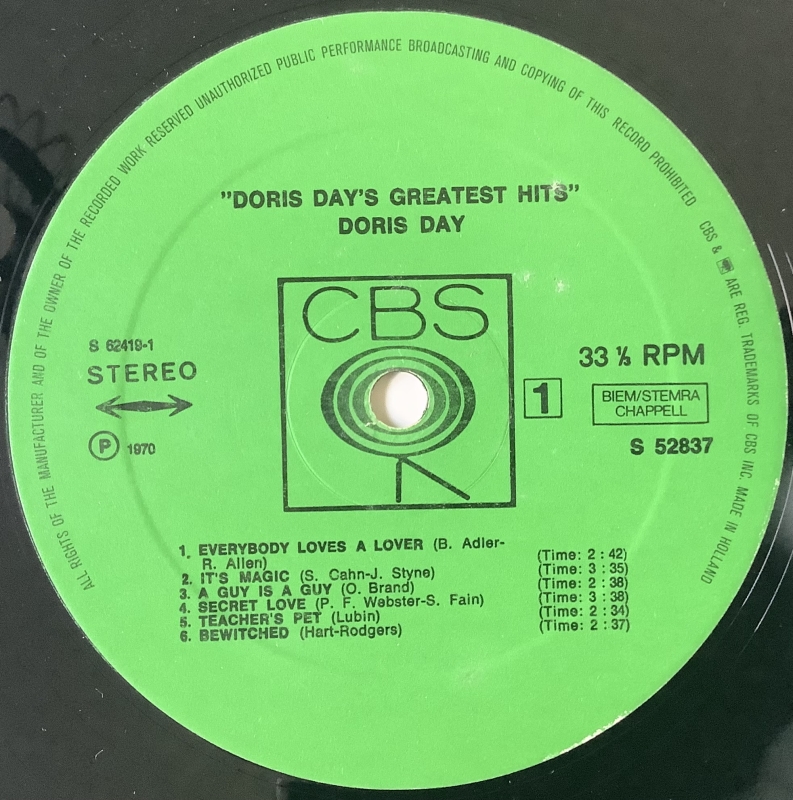 ALL RIGHTS OF THE MANUFACTURER AND OF THE OWNER OF THE RECORDED WORK RESERVED UNAUTHORIZED PUBLIC PERFORMANCE BROADCASTING AND COPYING OF THIS RECORD PROHIBITED CBS & ARE REG. TRADEMARKS OF CBS INC. MADE IN HOLLAND
"DORIS DAY'S GREATEST HITS"
DORIS DAY
CBS
S 62419-1
STEREO
℗ 1970
1
33 ⅓ RPM
BIEM/STEMRA
CHAPPELL
S 52837
1. EVERYBODY LOVES A LOVER (B. Adler-
R. Allen) (Time: 2 : 42)
2. IT'S MAGIC (S. Cahn-J. Styne) (Time: 3 : 35)
3. A GUY IS A GUY (O. Brand) (Time: 2 : 38)
4. SECRET LOVE (P. F. Webster-S. Fain) (Time: 3 : 38)
5. TEACHER'S PET (Lubin) (Time: 2 : 34)
6. BEWITCHED (Hart-Rodgers) (Time: 2 : 37)